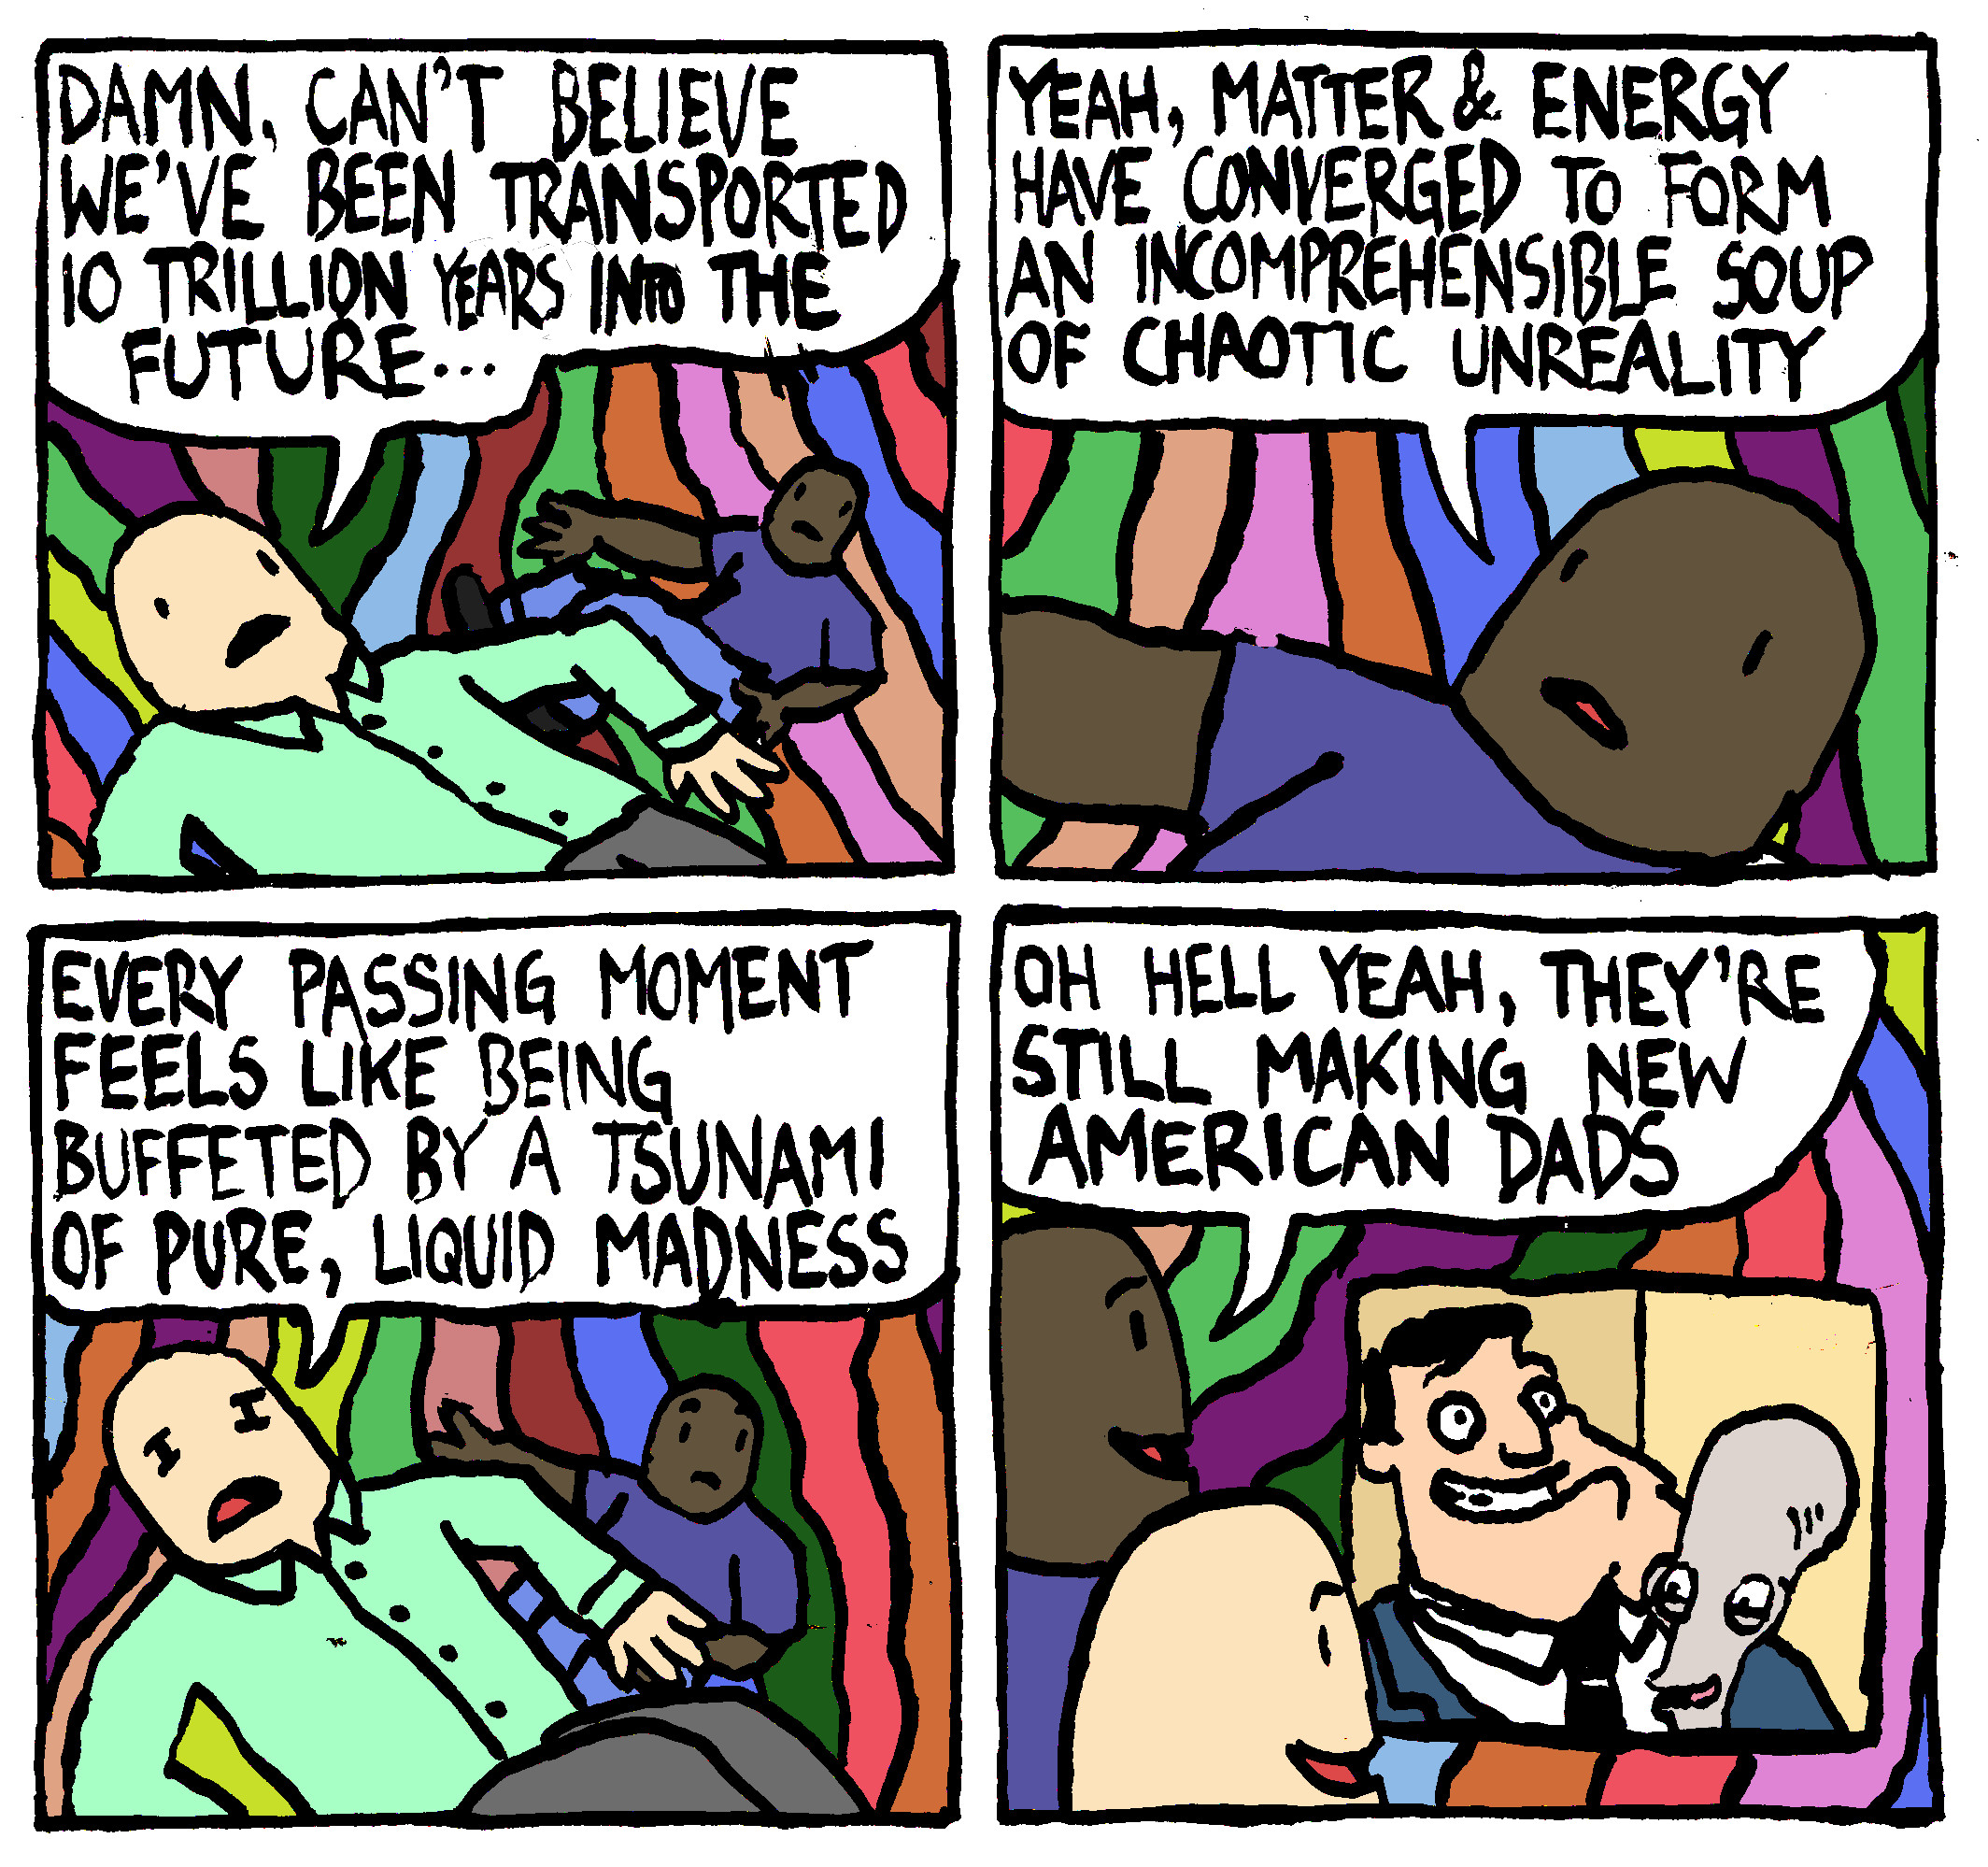 DAMN, CAN'T BELIEVE
WE'VE BEEN TRANSPORTED
10 TRILLION YEARS INTO THE
FUTURE...
YEAH, MATTER & ENERGY
HAVE CONVERGED TO FORM
AN INCOMPREHENSIBLE SOUP
OF CHAOTIC UNREALITY
EVERY PASSING MOMENT
FEELS LIKE BEING
BUFFETED BY A TSUNAMI
OF PURE, LIQUID MADNESS
OH HELL YEAH, THEY'RE
STILL MAKING NEW
AMERICAN DADS